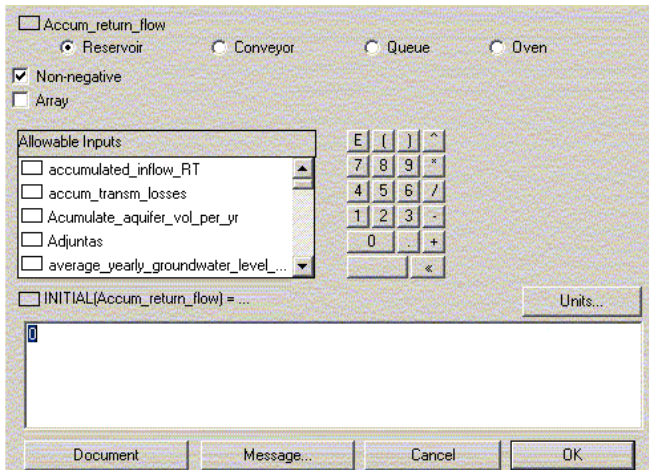 Accum_return_flow
Reservoir Conveyor Queue Oven
Non-negative
Array
Allowable Inputs
accumulated_inflow_RT
accum_transm_losses
Acumulate_aquifer_vol_per_yr
Adjuntas
average_yearly_groundwater_level_...
E ( ) ^
7 8 9 *
4 5 6 /
1 2 3 -
0 . +
«
INITIAL(Accum_return_flow) = ...
Units...
0
Document Message... Cancel OK